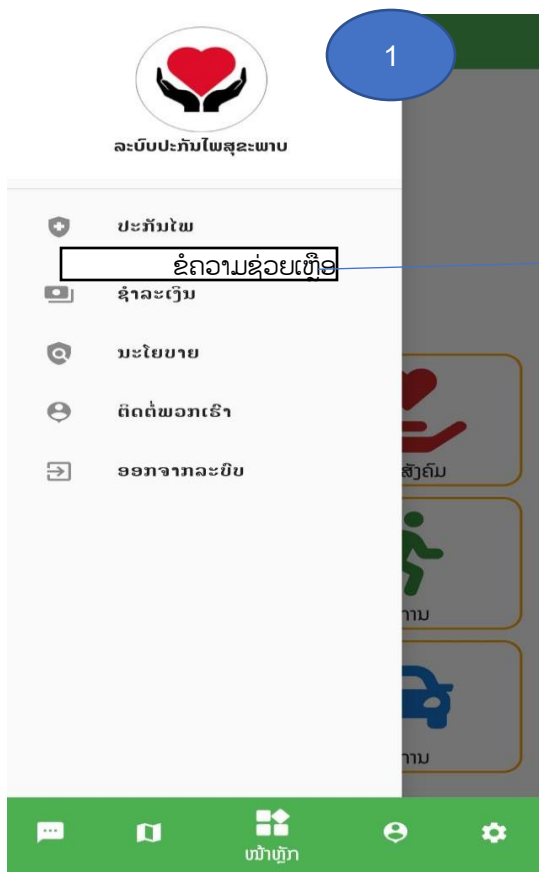 1
ລະບົບປະກັນໄພສຸຂະພາບ
ປະກັນໄພ
ຂໍຄວາມຊ່ວຍເຫຼືອ
ຊຳລະເງິນ
ນະໂຍບາຍ
ຕິດຕໍ່ພວກເຮົາ
ອອກຈາກລະບົບ
ສັງຄົມ
ການ
ການ
ໜ້າຫຼັກ